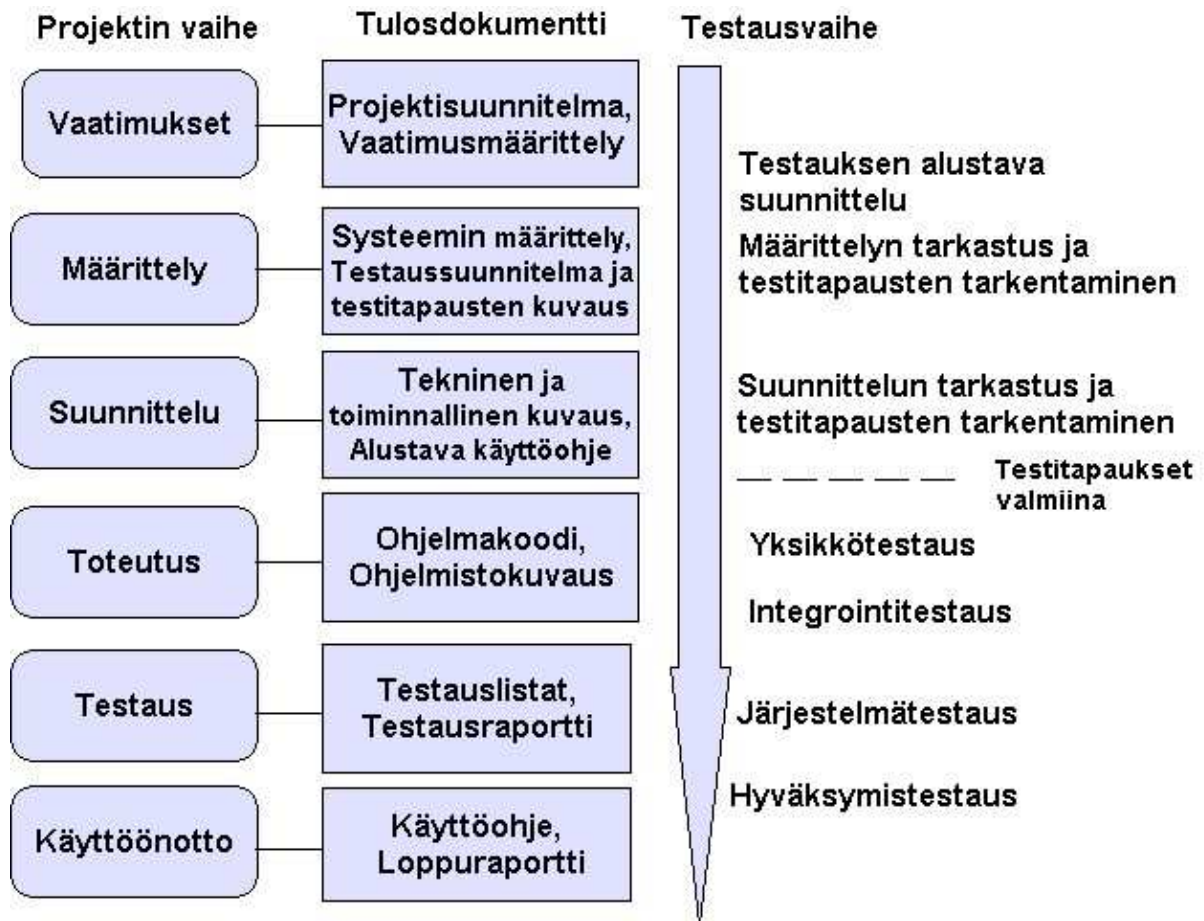 Projektin vaihe
Tulosdokumentti
Testausvaihe
Vaatimukset
Projektisuunnitelma,
Vaatimusmäärittely
Testauksen alustava
suunnittelu
Määrittely
Systeemin määrittely,
Testaussuunnitelma ja
testitapausten kuvaus
Määrittelyn tarkastus ja
testitapausten tarkentaminen
Suunnittelu
Tekninen ja
toiminnallinen kuvaus,
Alustava käyttöohje
Suunnittelun tarkastus ja
testitapausten tarkentaminen
Testitapaukset
valmiina
Toteutus
Ohjelmakoodi,
Ohjelmistokuvaus
Yksikkötestaus
Integrointitestaus
Testaus
Testauslistat,
Testausraportti
Järjestelmätestaus
Hyväksymistestaus
Käyttöönotto
Käyttöohje,
Loppuraportti